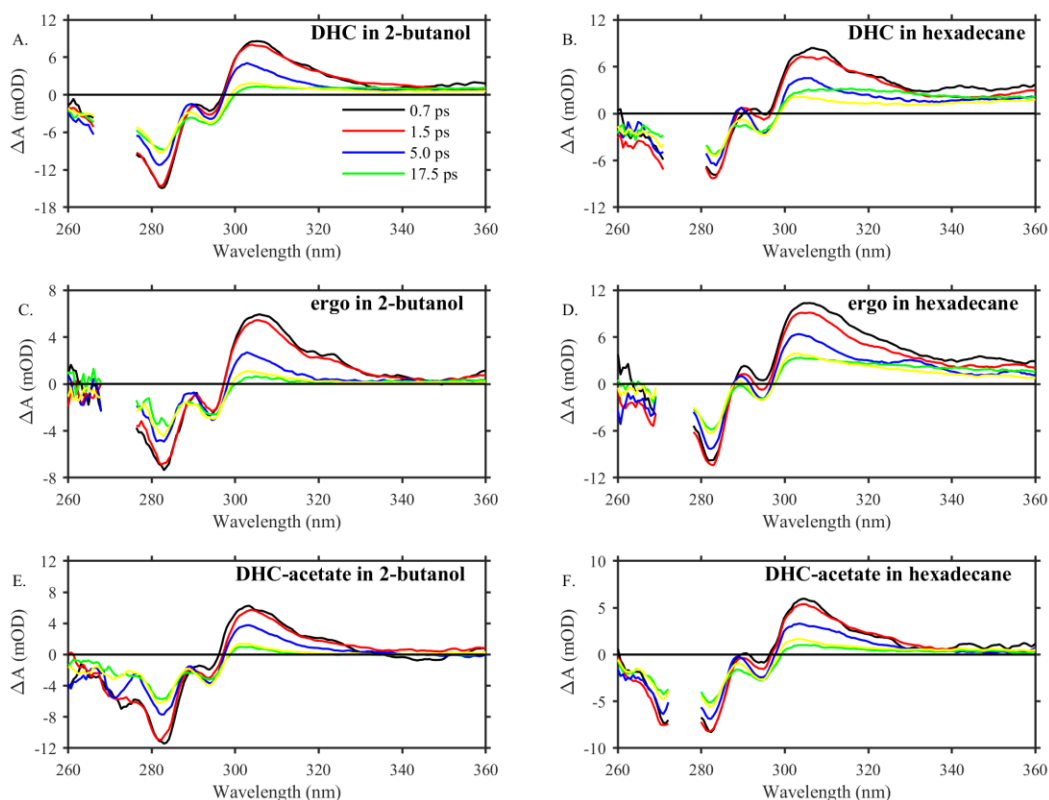 A.
DHC in 2-butanol
12
6
0
-6
-12
-18
ΔA (mOD)
0.7 ps
1.5 ps
5.0 ps
17.5 ps
260 280 300 320 340 360
Wavelength (nm)
B.
DHC in hexadecane
12
6
0
-6
-12
ΔA (mOD)
260 280 300 320 340 360
Wavelength (nm)
C.
ergo in 2-butanol
8
4
0
-4
-8
ΔA (mOD)
260 280 300 320 340 360
Wavelength (nm)
D.
ergo in hexadecane
12
6
0
-6
-12
ΔA (mOD)
260 280 300 320 340 360
Wavelength (nm)
E.
DHC-acetate in 2-butanol
12
8
4
0
-4
-8
-12
ΔA (mOD)
260 280 300 320 340 360
Wavelength (nm)
F.
DHC-acetate in hexadecane
10
5
0
-5
-10
ΔA (mOD)
260 280 300 320 340 360
Wavelength (nm)